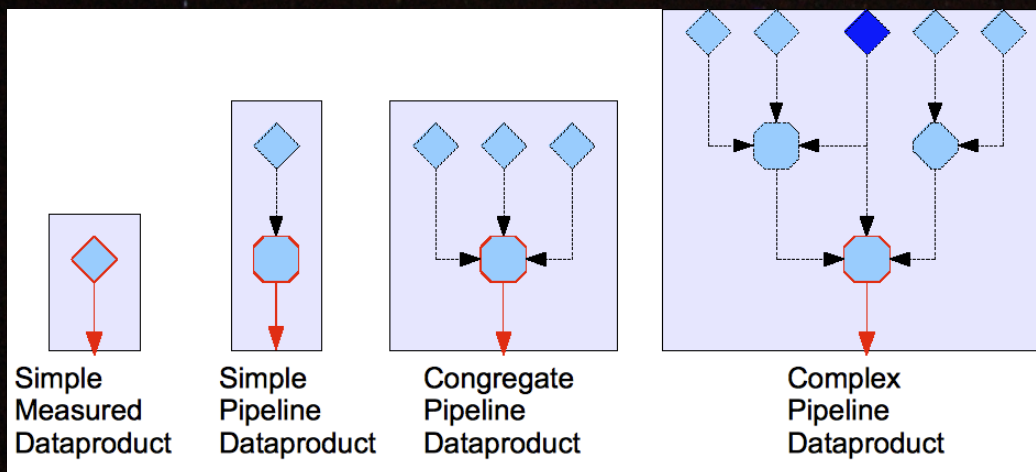 Simple
Measured
Dataproduct
Simple
Pipeline
Dataproduct
Congregate
Pipeline
Dataproduct
Complex
Pipeline
Dataproduct